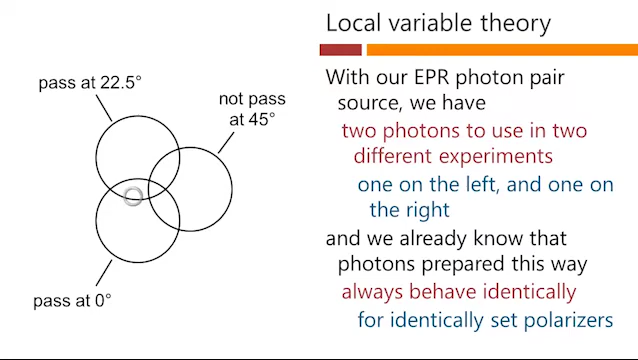 Local variable theory
pass at 22.5°
not pass
at 45°
pass at 0°
With our EPR photon pair
source, we have
two photons to use in two
different experiments
one on the left, and one on
the right
and we already know that
photons prepared this way
always behave identically
for identically set polarizers